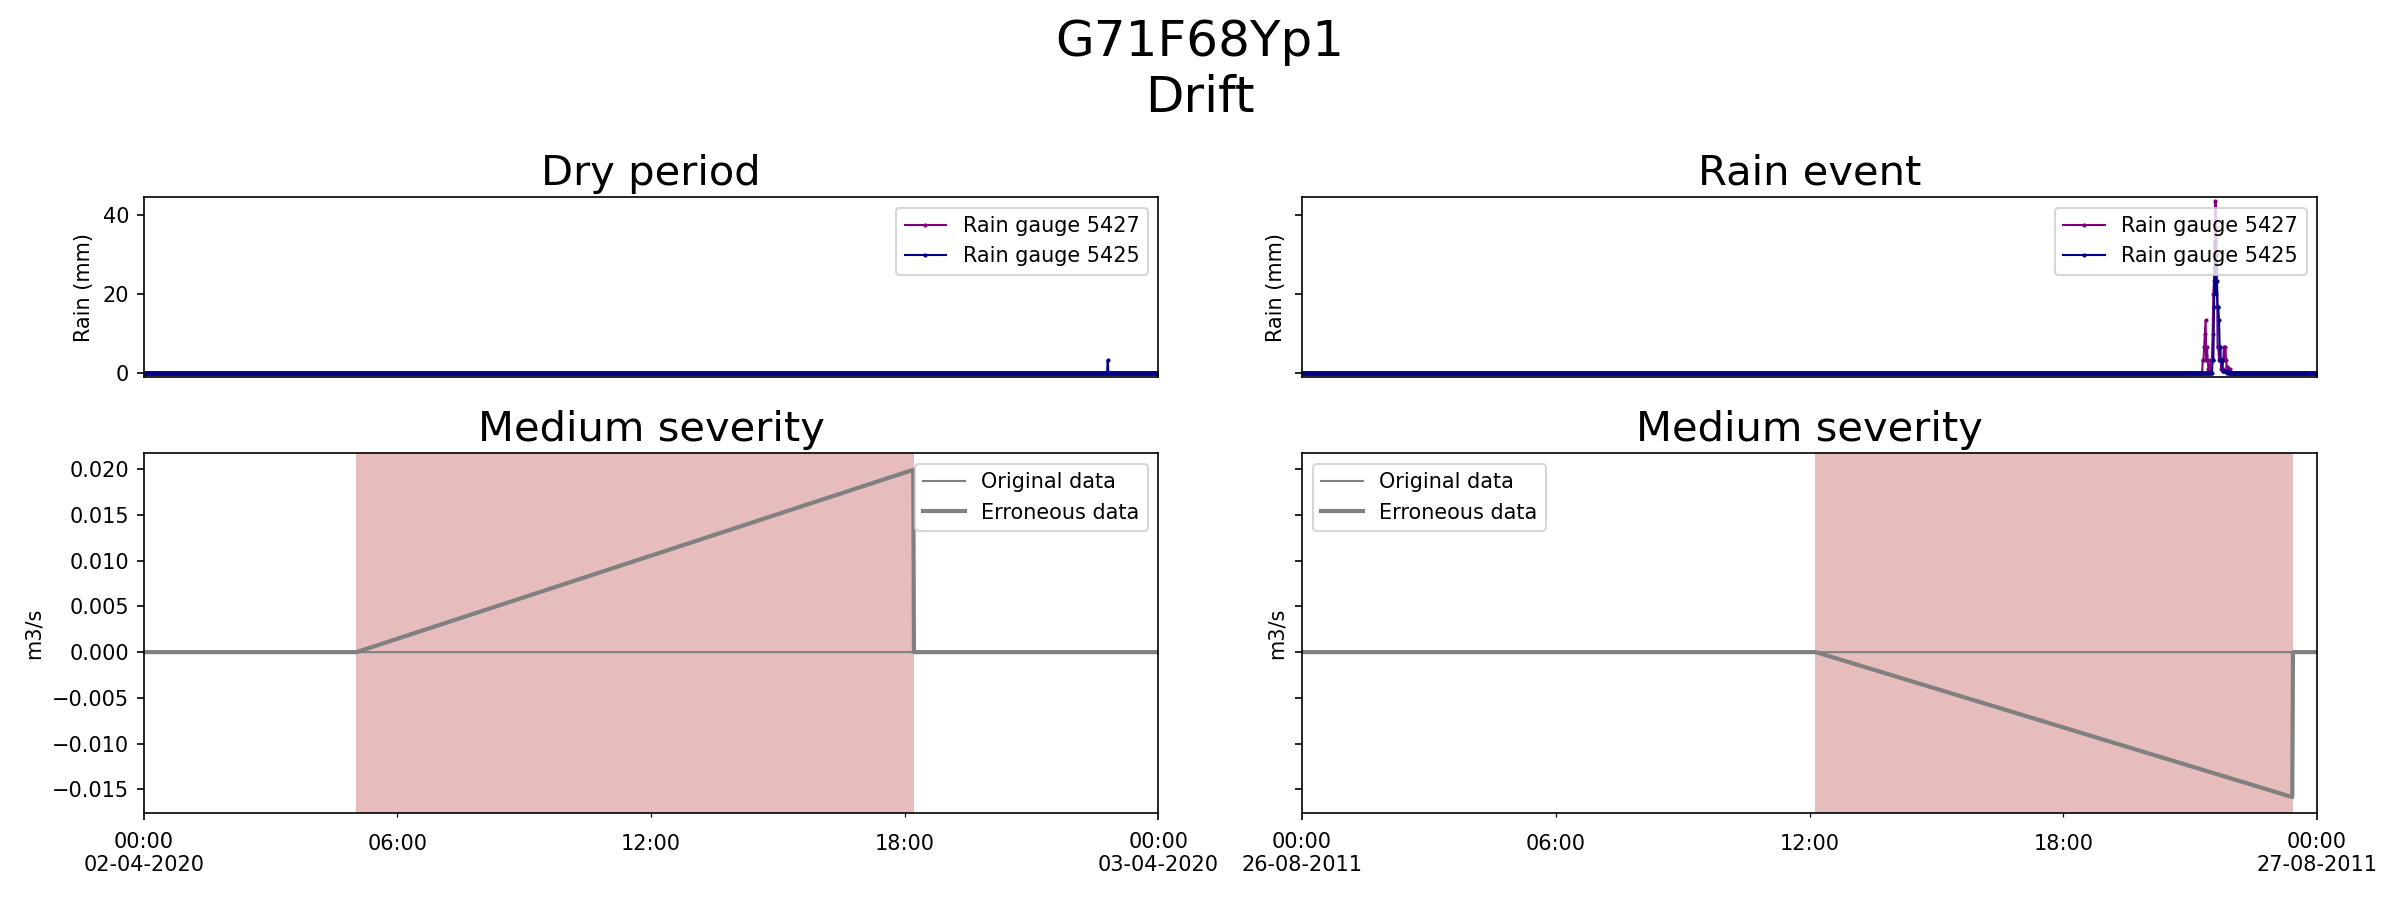 G71F68Yp1
Drift
Dry period
Rain (mm)
40
20
0
Rain gauge 5427
Rain gauge 5425
Rain event
Rain (mm)
Rain gauge 5427
Rain gauge 5425
Medium severity
m3/s
0.020
0.015
0.010
0.005
0.000
−0.005
−0.010
−0.015
Original data
Erroneous data
00:00
02-04-2020
06:00
12:00
18:00
00:00
03-04-2020
Medium severity
m3/s
Original data
Erroneous data
00:00
26-08-2011
06:00
12:00
18:00
00:00
27-08-2011